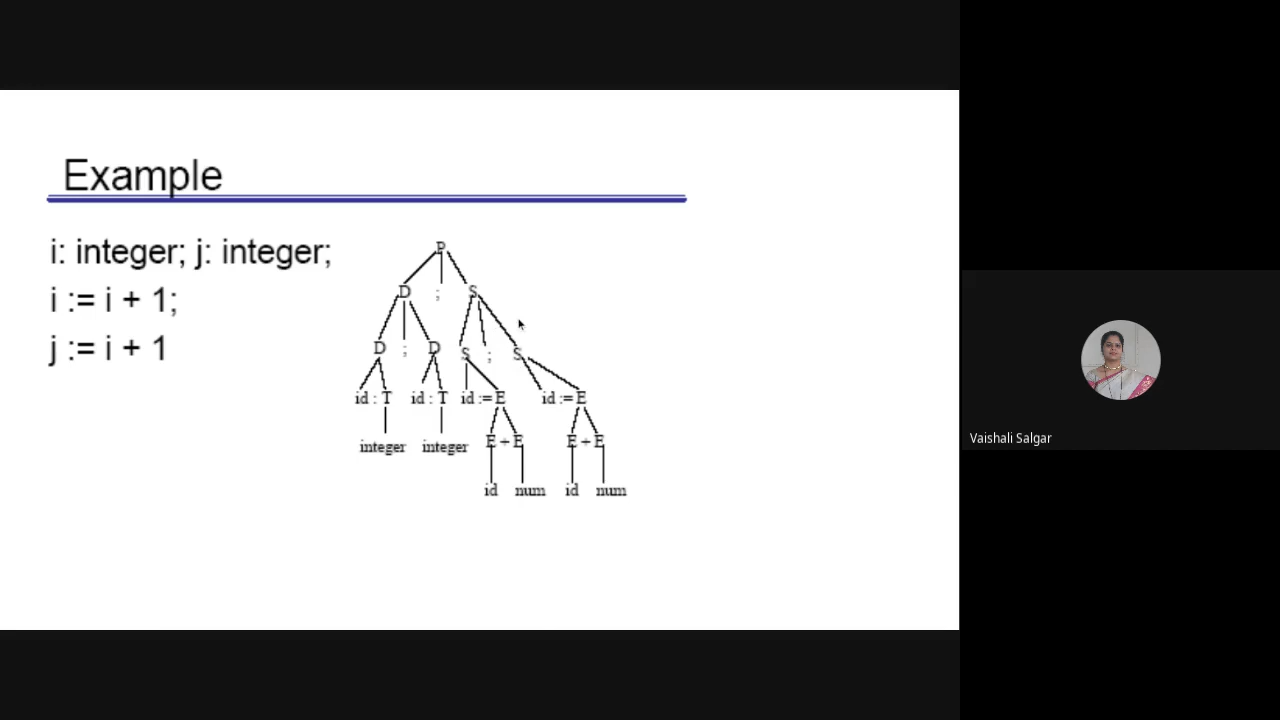 Example
i: integer; j: integer;
i := i + 1;
j := i + 1
P
D ; S
D ; D S ; S
id : T id : T id := E id := E
integer integer E + E E + E
id num id num
Vaishali Salgar